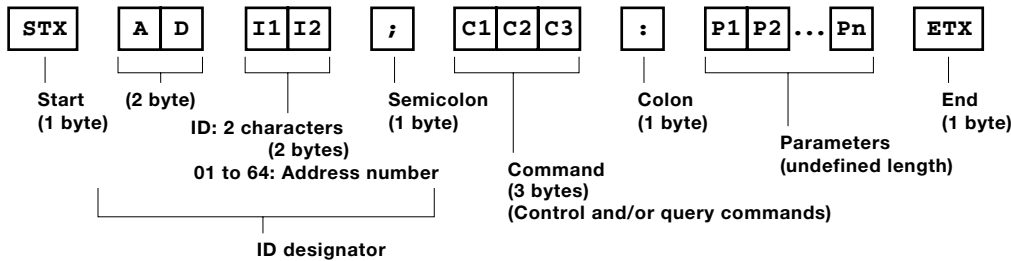 STX A D I1 I2 ; C1 C2 C3 : P1 P2 ... Pn ETX
Start
(1 byte)
(2 byte)
ID: 2 characters
(2 bytes)
01 to 64: Address number
ID designator
Semicolon
(1 byte)
Command
(3 bytes)
(Control and/or query commands)
Colon
(1 byte)
Parameters
(undefined length)
End
(1 byte)